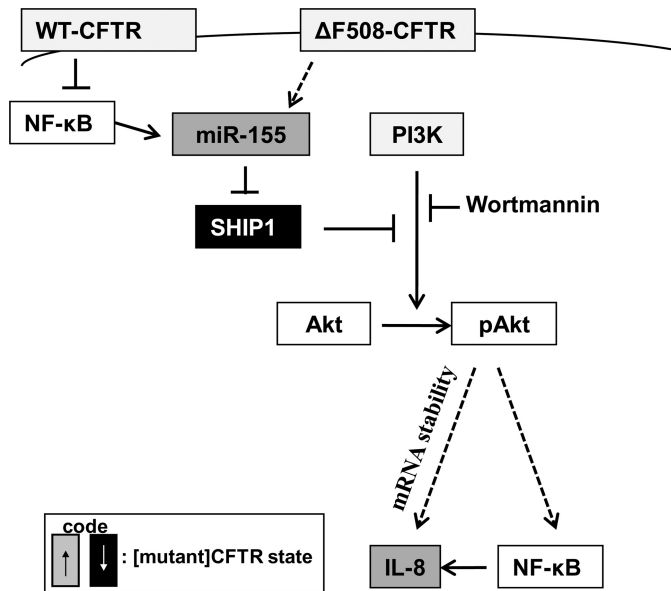 WT-CFTR
ΔF508-CFTR
NF-κB
miR-155
PI3K
SHIP1
Wortmannin
Akt
pAkt
mRNA stability
code
: [mutant]CFTR state
IL-8
NF-κB